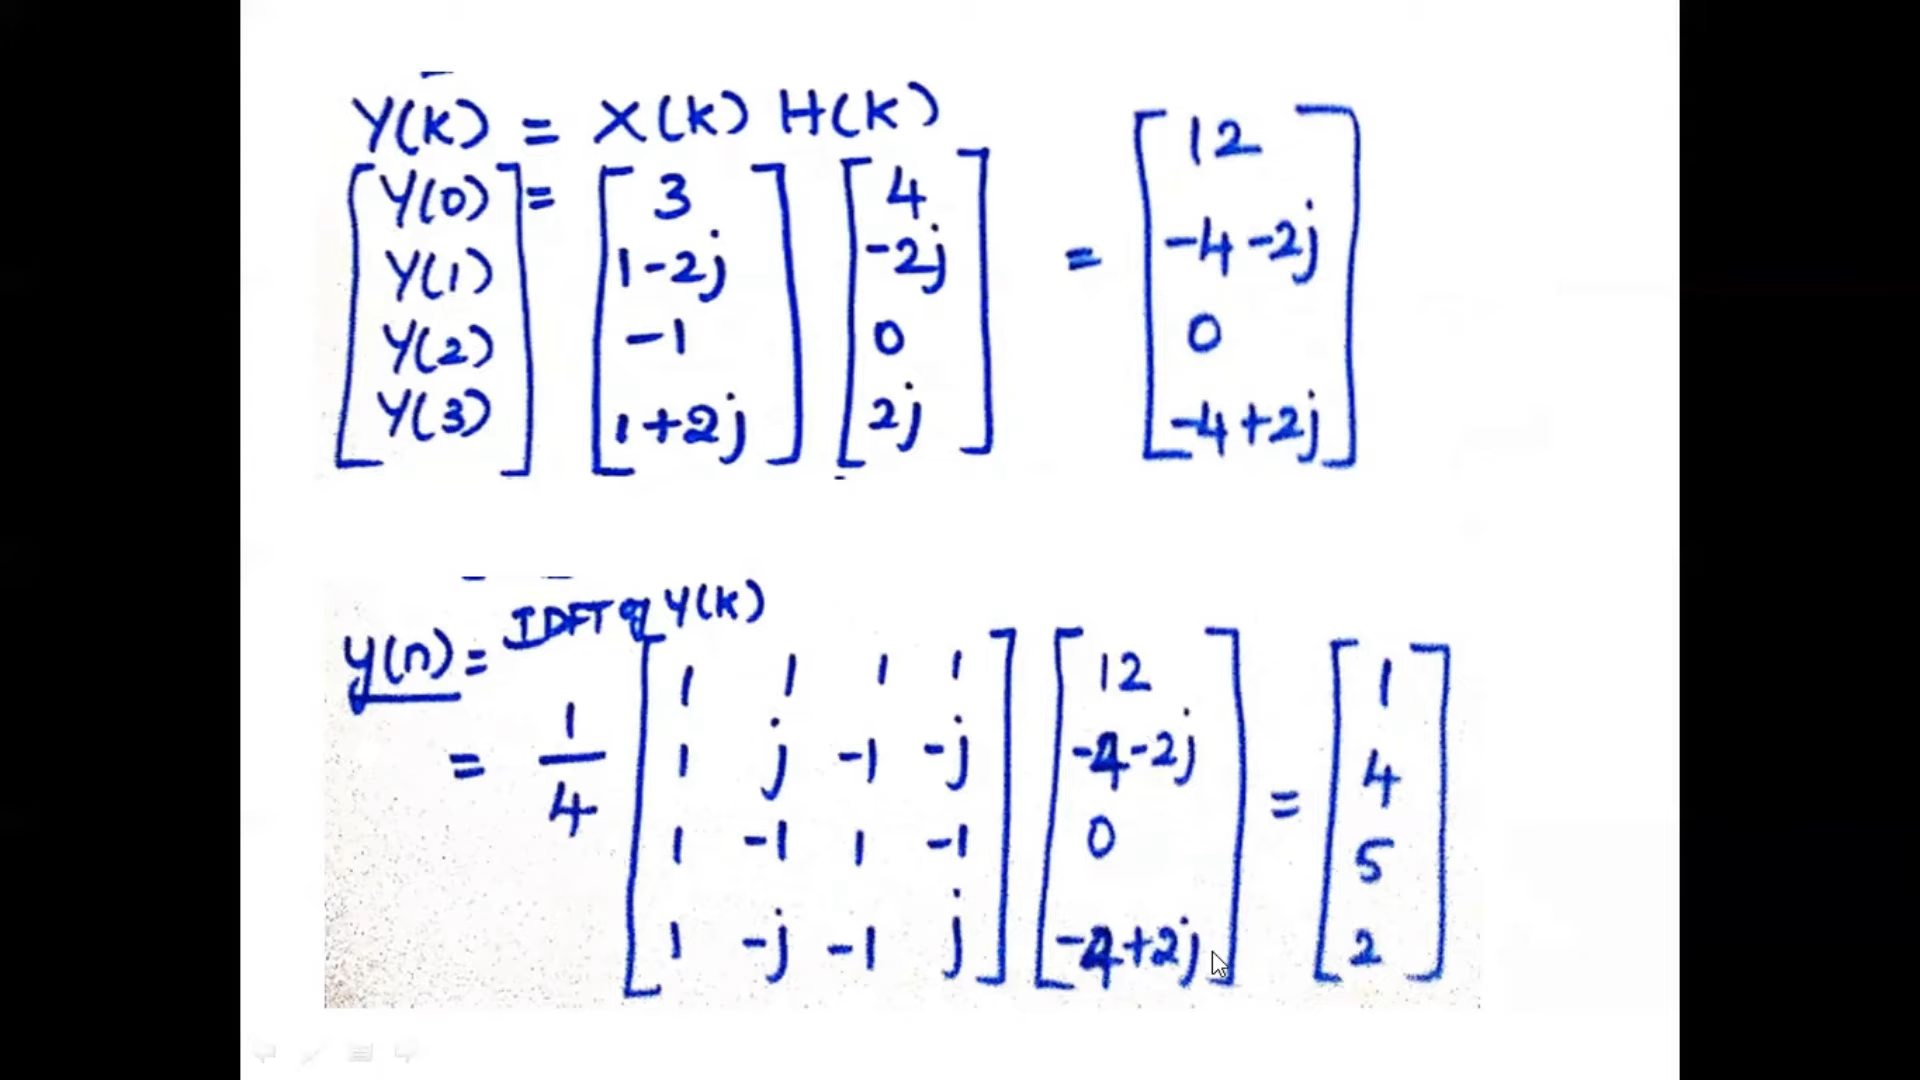 Y(k) = X(k) H(k)
[Y(0) Y(1) Y(2) Y(3)] = [3 1-2j -1 1+2j] [4 -2j 0 2j] = [12 -4-2j 0 -4+2j]
y(n) = IDFT of Y(k)
= 1/4 [1 1 1 1
1 j -1 -j
1 -1 1 -1
1 -j -1 j] [12 -4-2j 0 -4+2j] = [1 4 5 2]